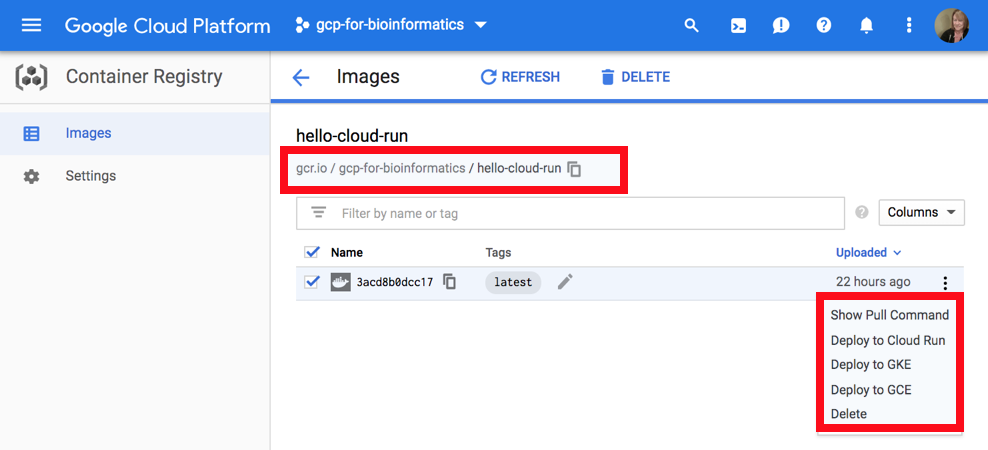 Google Cloud Platform
gcp-for-bioinformatics
Container Registry
Images
REFRESH
DELETE
Images
Settings
hello-cloud-run
gcr.io / gcp-for-bioinformatics / hello-cloud-run
Filter by name or tag
Columns
Name
Tags
Uploaded
3acd8b0dcc17
latest
22 hours ago
Show Pull Command
Deploy to Cloud Run
Deploy to GKE
Deploy to GCE
Delete